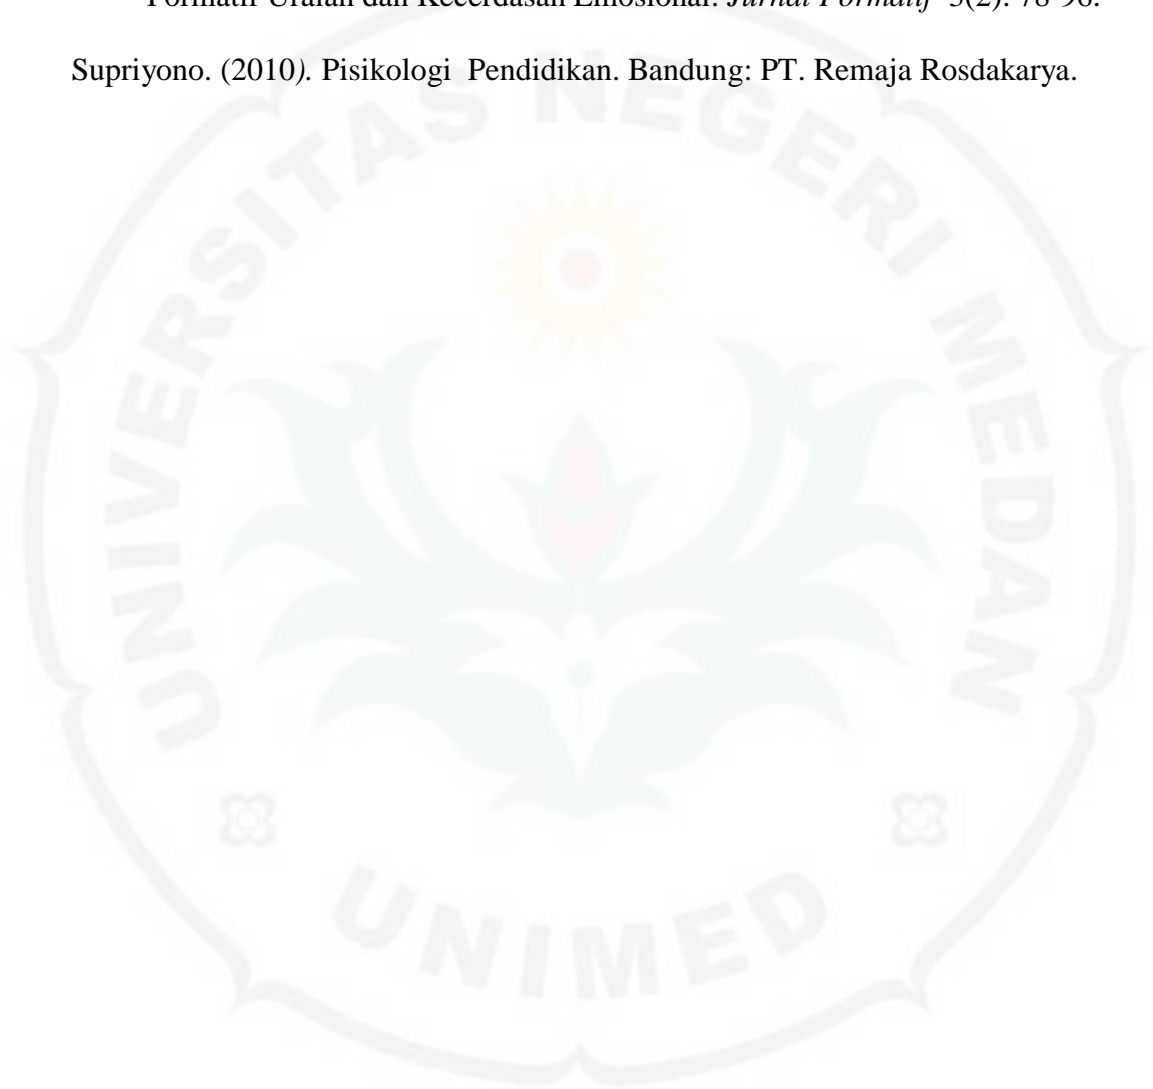 Formatif Uraian dan Kecerdasan Emosional. Jurnal Formatif 3(2): 78-96.
Supriyono. (2010). Pisikologi Pendidikan. Bandung: PT. Remaja Rosdakarya.
UNIVERSITAS NEGERI MEDAN
UNIMED